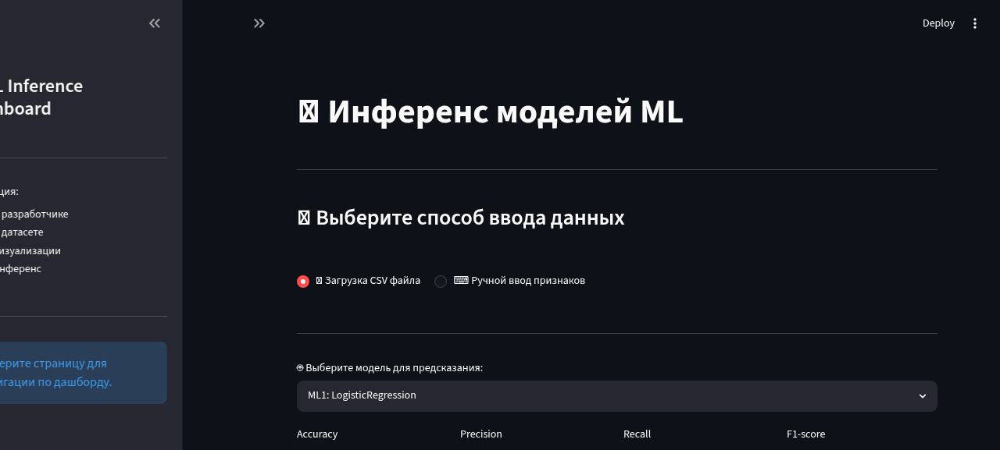 Deploy
L Inference
nboard
ция:
разработчике
датасете
изуализации
нференс
ерите страницу для
игации по дашборду.
Инференс моделей ML
Выберите способ ввода данных
Загрузка CSV файла
⌨ Ручной ввод признаков
Выберите модель для предсказания:
ML1: LogisticRegression
Accuracy Precision Recall F1-score